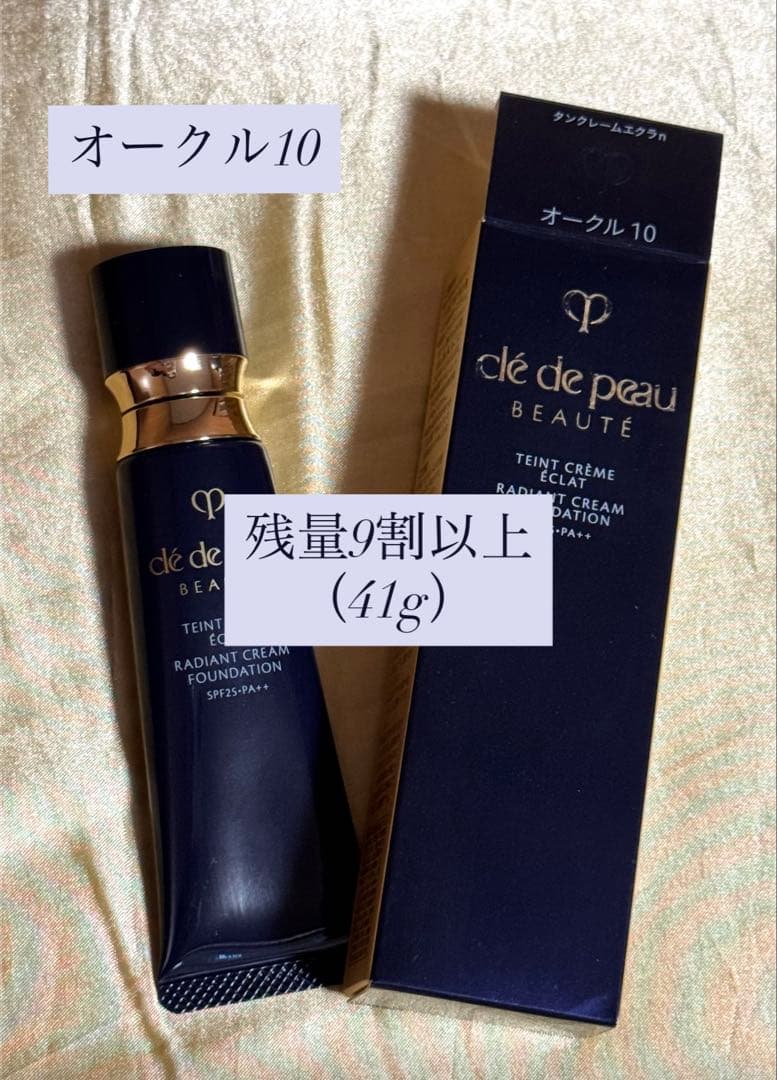 オークル10
タンクレームエクラn
オークル 10
clé de peau
BEAUTÉ
TEINT CRÈME
ÉCLAT
RADIANT CREAM
FOUNDATION
PA++
残量9割以上
(41g)
clé de
TEINT
RADIANT CREAM
FOUNDATION
SPF25・PA++